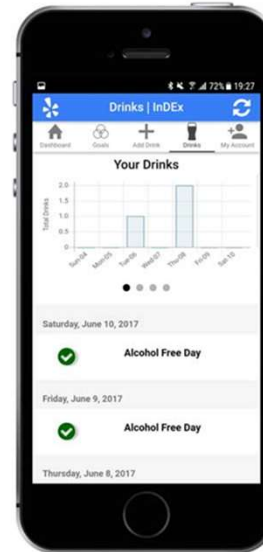 72% 19:27
Drinks | InDEx
Dashboard Goals Add Drink Drinks My Account
Your Drinks
Total Drinks
2.0
1.5
1.0
0.5
0
Sun-04 Mon-05 Tue-06 Wed-07 Thu-08 Fri-09 Sat-10
Saturday, June 10, 2017
Alcohol Free Day
Friday, June 9, 2017
Alcohol Free Day
Thursday, June 8, 2017